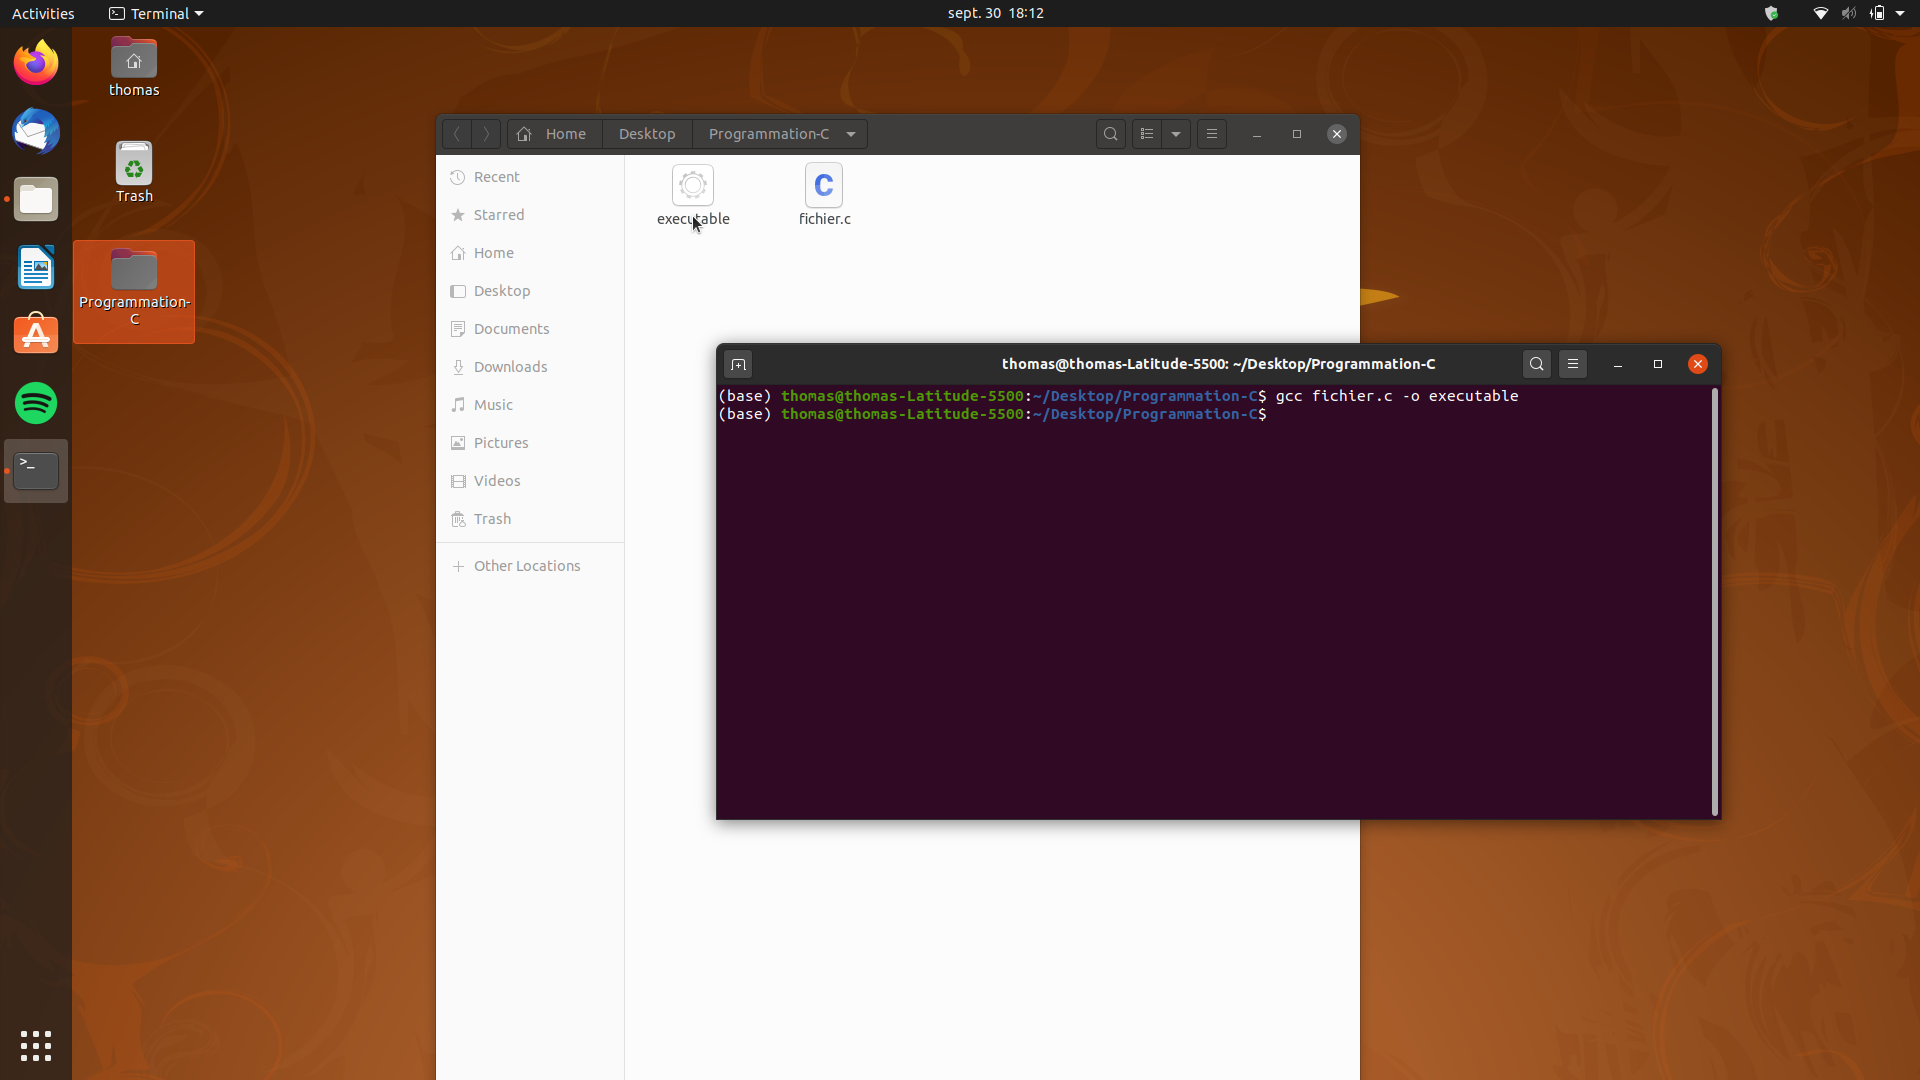 Activities
Terminal
sept. 30 18:12
thomas
Trash
Programmation-
C
Home
Desktop
Programmation-C
Recent
Starred
Home
Desktop
Documents
Downloads
Music
Pictures
Videos
Trash
Other Locations
executable
fichier.c
thomas@thomas-Latitude-5500: ~/Desktop/Programmation-C
(base) thomas@thomas-Latitude-5500:~/Desktop/Programmation-C$ gcc fichier.c -o executable
(base) thomas@thomas-Latitude-5500:~/Desktop/Programmation-C$